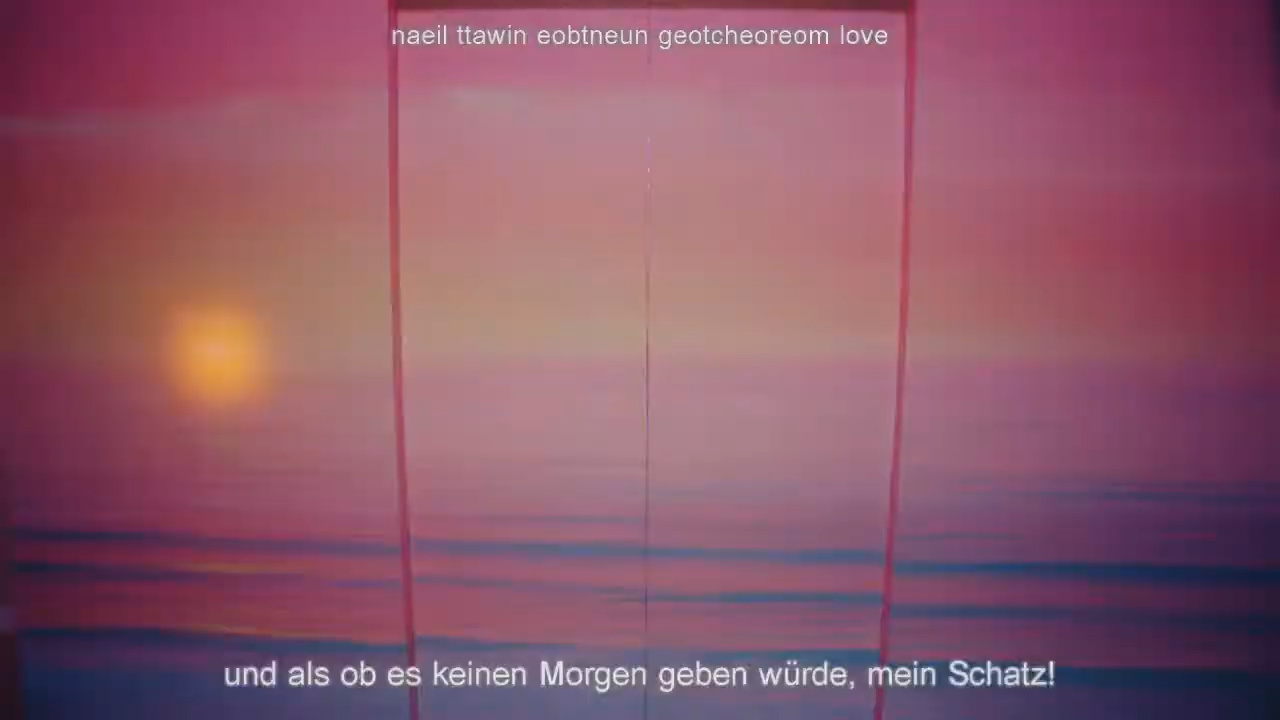 naeil ttawin eobtneun geotcheoreom love
und als ob es keinen Morgen geben würde, mein Schatz!